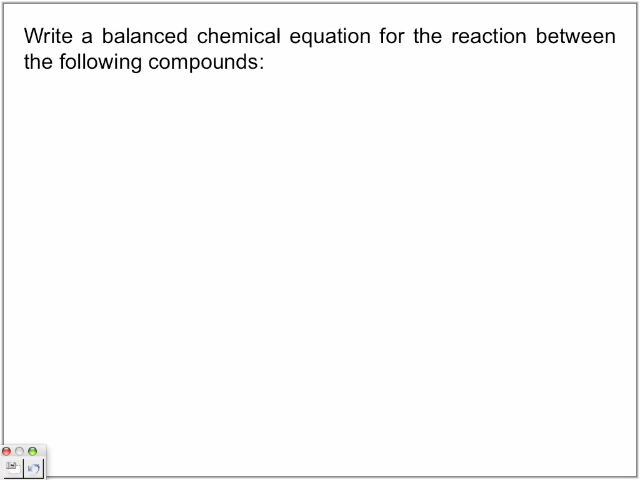 Write a balanced chemical equation for the reaction between
the following compounds: